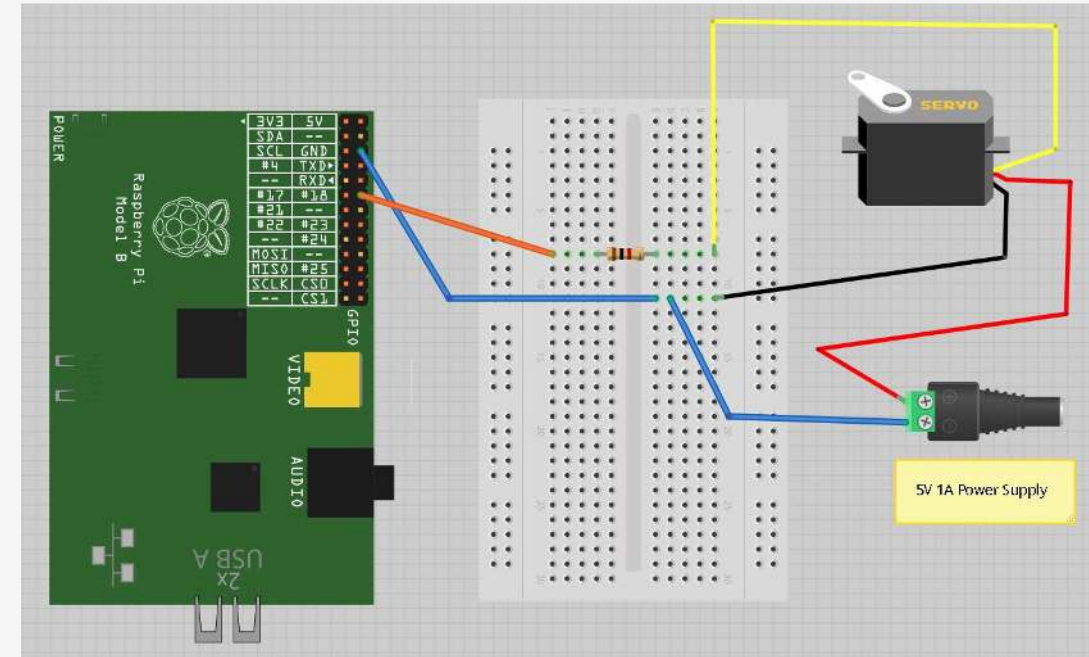 POWER
Raspberry Pi
Model B
3V3 5V
SDA --
SCL GND
#4 TXD
-- RXD
#17 #18
#21 --
#22 #23
-- #24
MOSI --
MISO #25
SCLK CS0
-- CS1
GPIO
VIDEO
AUDIO
USB A
2x
SERVO
5V 1A Power Supply